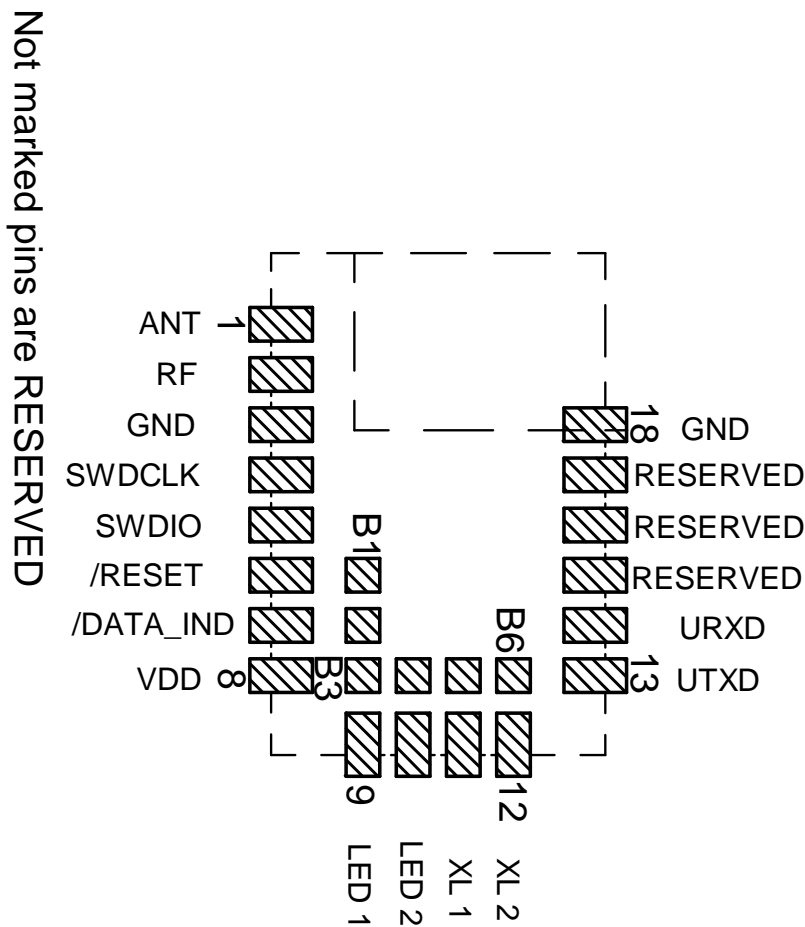 Not marked pins are RESERVED
ANT 1
RF
GND
SWDCLK
SWDIO
/RESET
/DATA_IND
VDD 8
B1
B3
B6
18 GND
RESERVED
RESERVED
RESERVED
URXD
13 UTXD
9
12
LED 1
LED 2
XL 1
XL 2